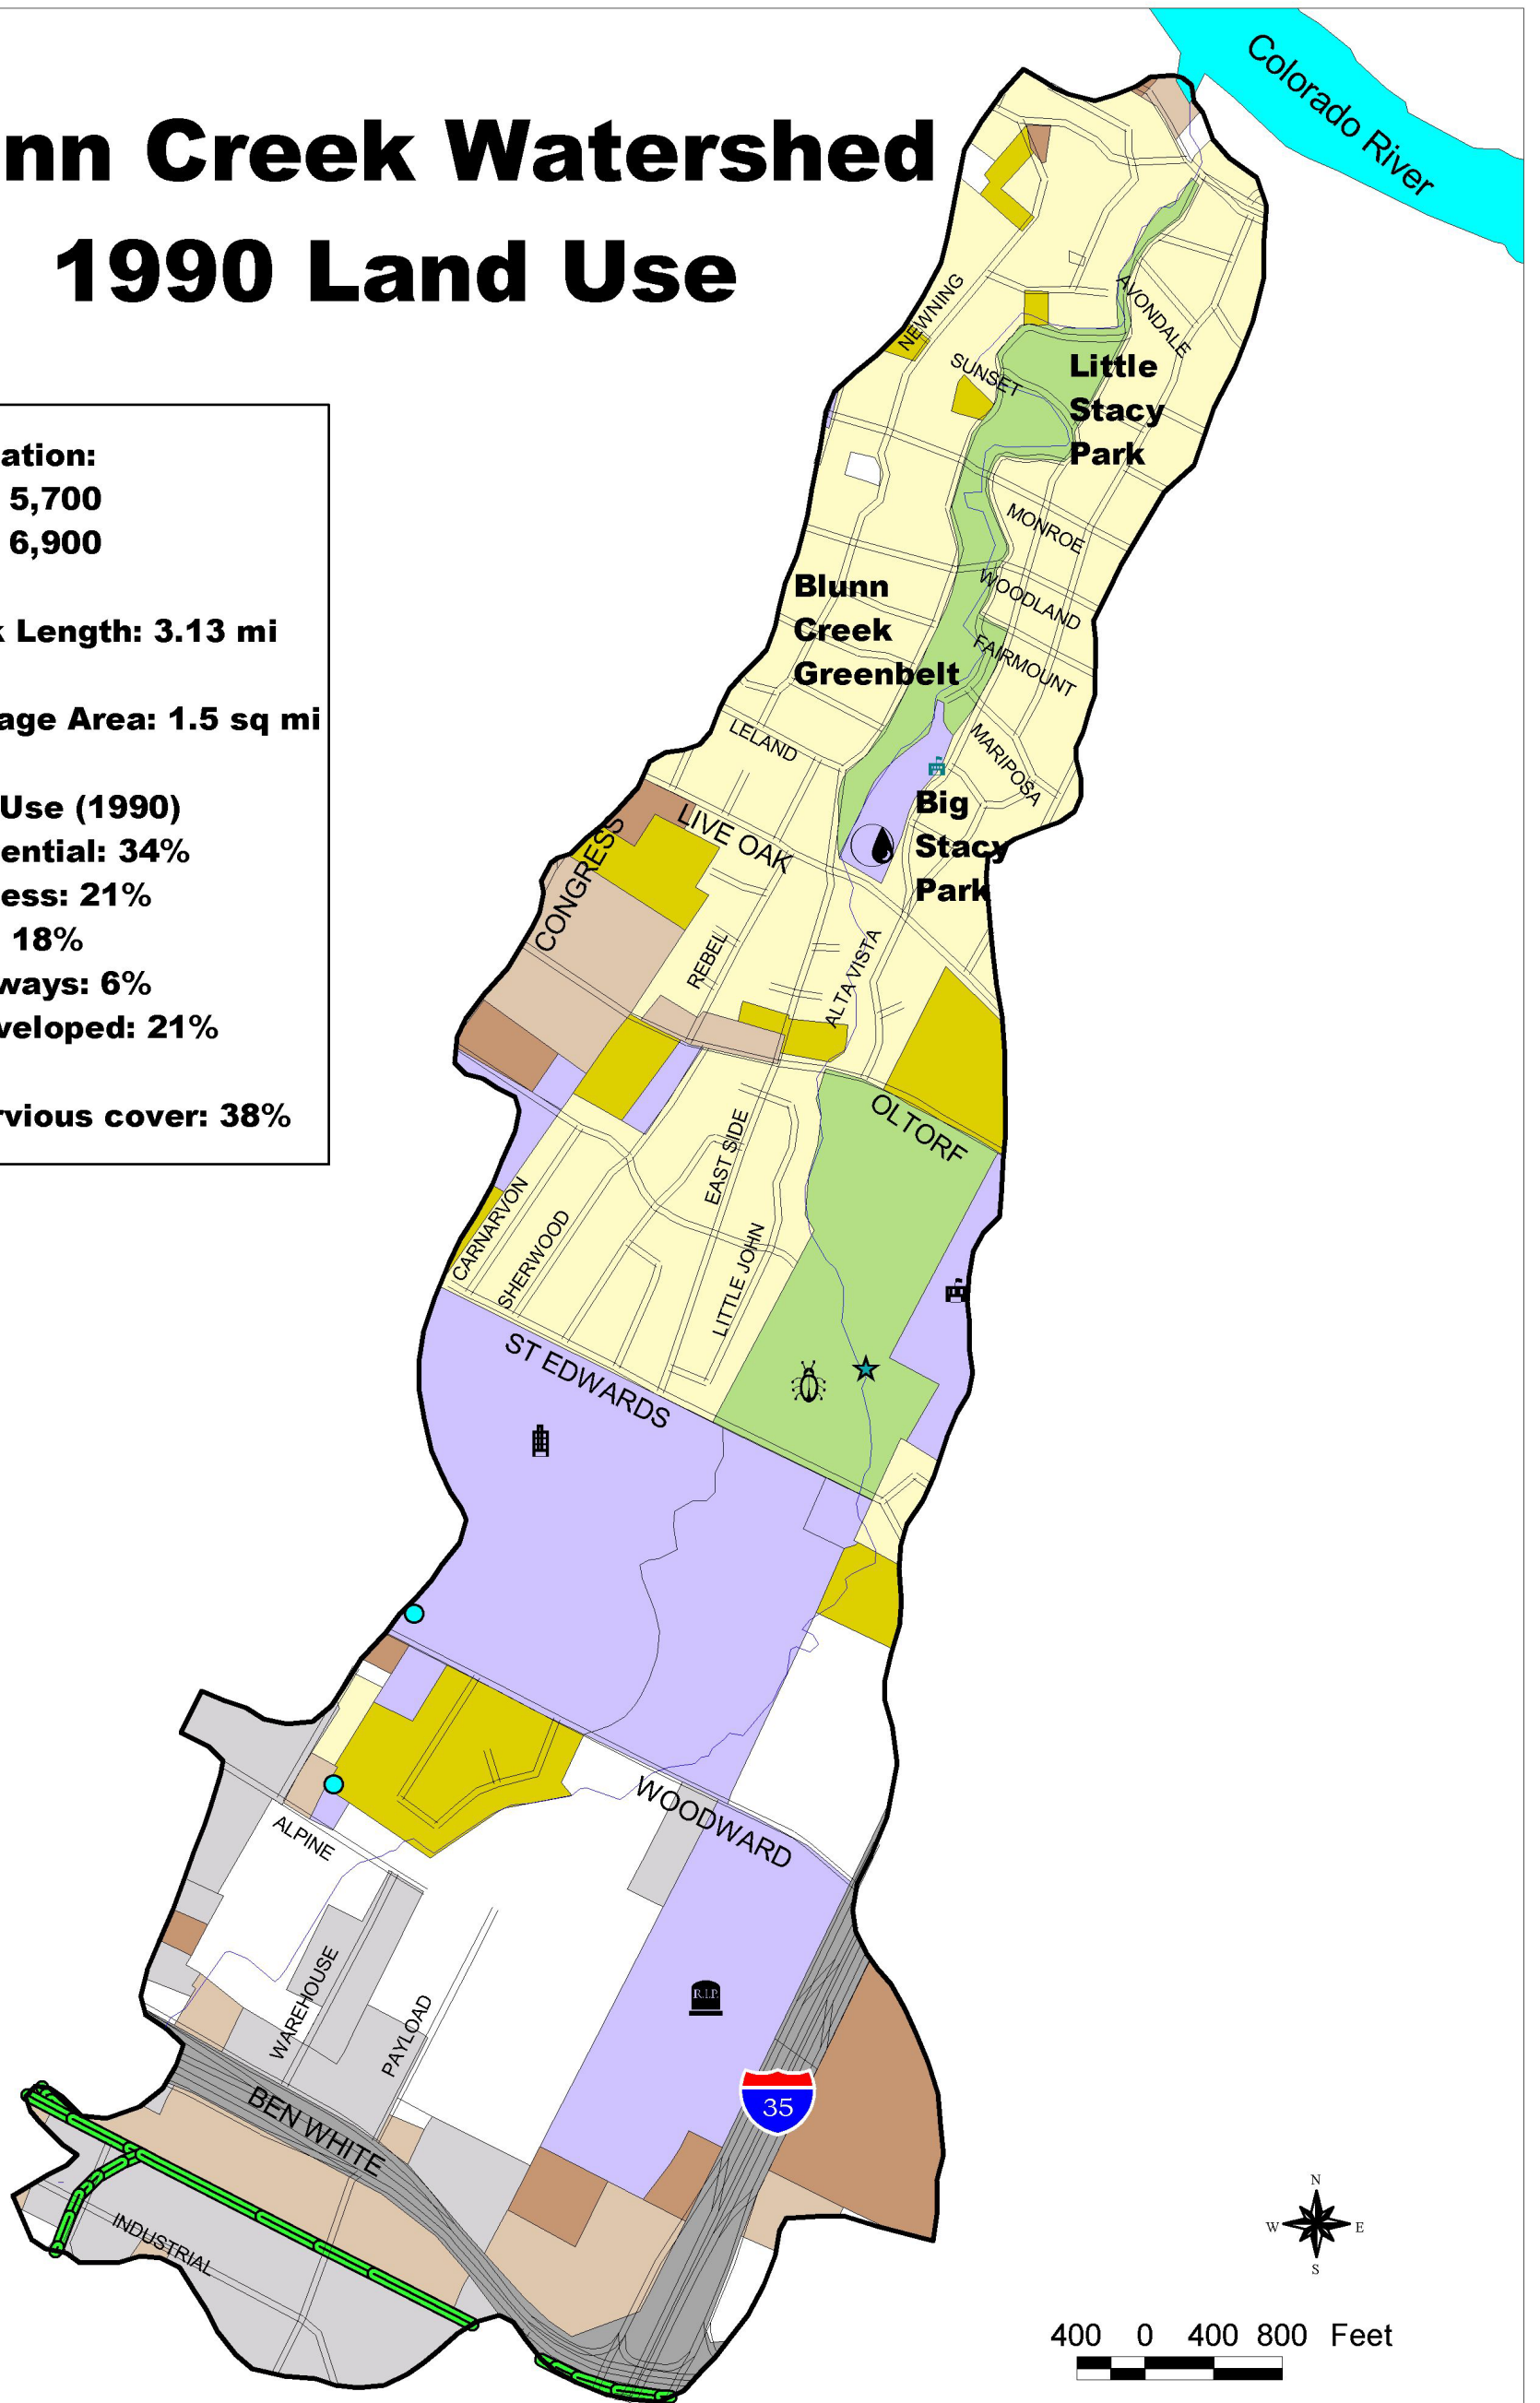 nn Creek Watershed
1990 Land Use
ation:
5,700
6,900
k Length: 3.13 mi
age Area: 1.5 sq mi
Use (1990)
ential: 34%
ess: 21%
18%
ways: 6%
veloped: 21%
rvious cover: 38%
Colorado River
NEWNING
AVONDALE
SUNSET
Little
Stacy
Park
MONROE
WOODLAND
Blunn
Creek
Greenbelt
FAIRMOUNT
LELAND
MARIPOSA
Big
Stacy
Park
LIVE OAK
CONGRESS
REBEL
ALTA VISTA
OLTORF
EAST SIDE
CARNARVON
SHERWOOD
LITTLE JOHN
ST EDWARDS
WOODWARD
ALPINE
WAREHOUSE
PAYLOAD
R.I.P.
35
BEN WHITE
INDUSTRIAL
N
W E
S
400 0 400 800 Feet